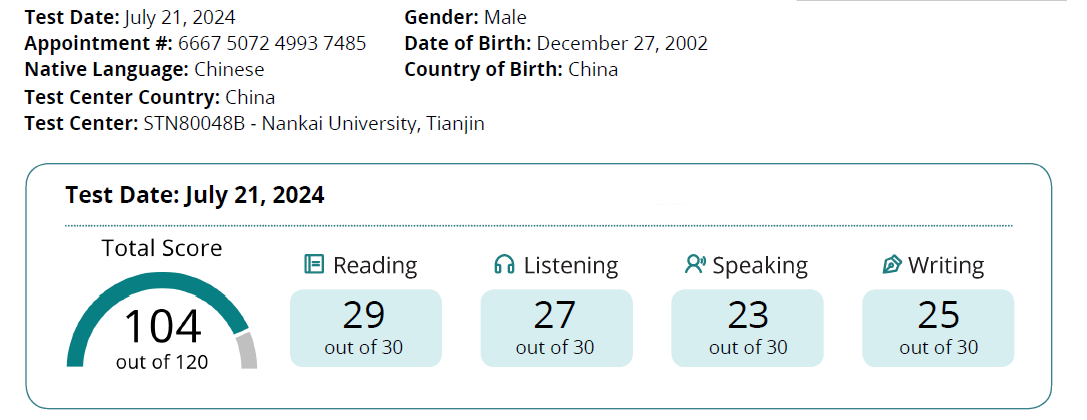 Test Date: July 21, 2024
Gender: Male
Appointment #: 6667 5072 4993 7485
Date of Birth: December 27, 2002
Native Language: Chinese
Country of Birth: China
Test Center Country: China
Test Center: STN80048B - Nankai University, Tianjin
Test Date: July 21, 2024
Total Score
104
out of 120
Reading
29
out of 30
Listening
27
out of 30
Speaking
23
out of 30
Writing
25
out of 30